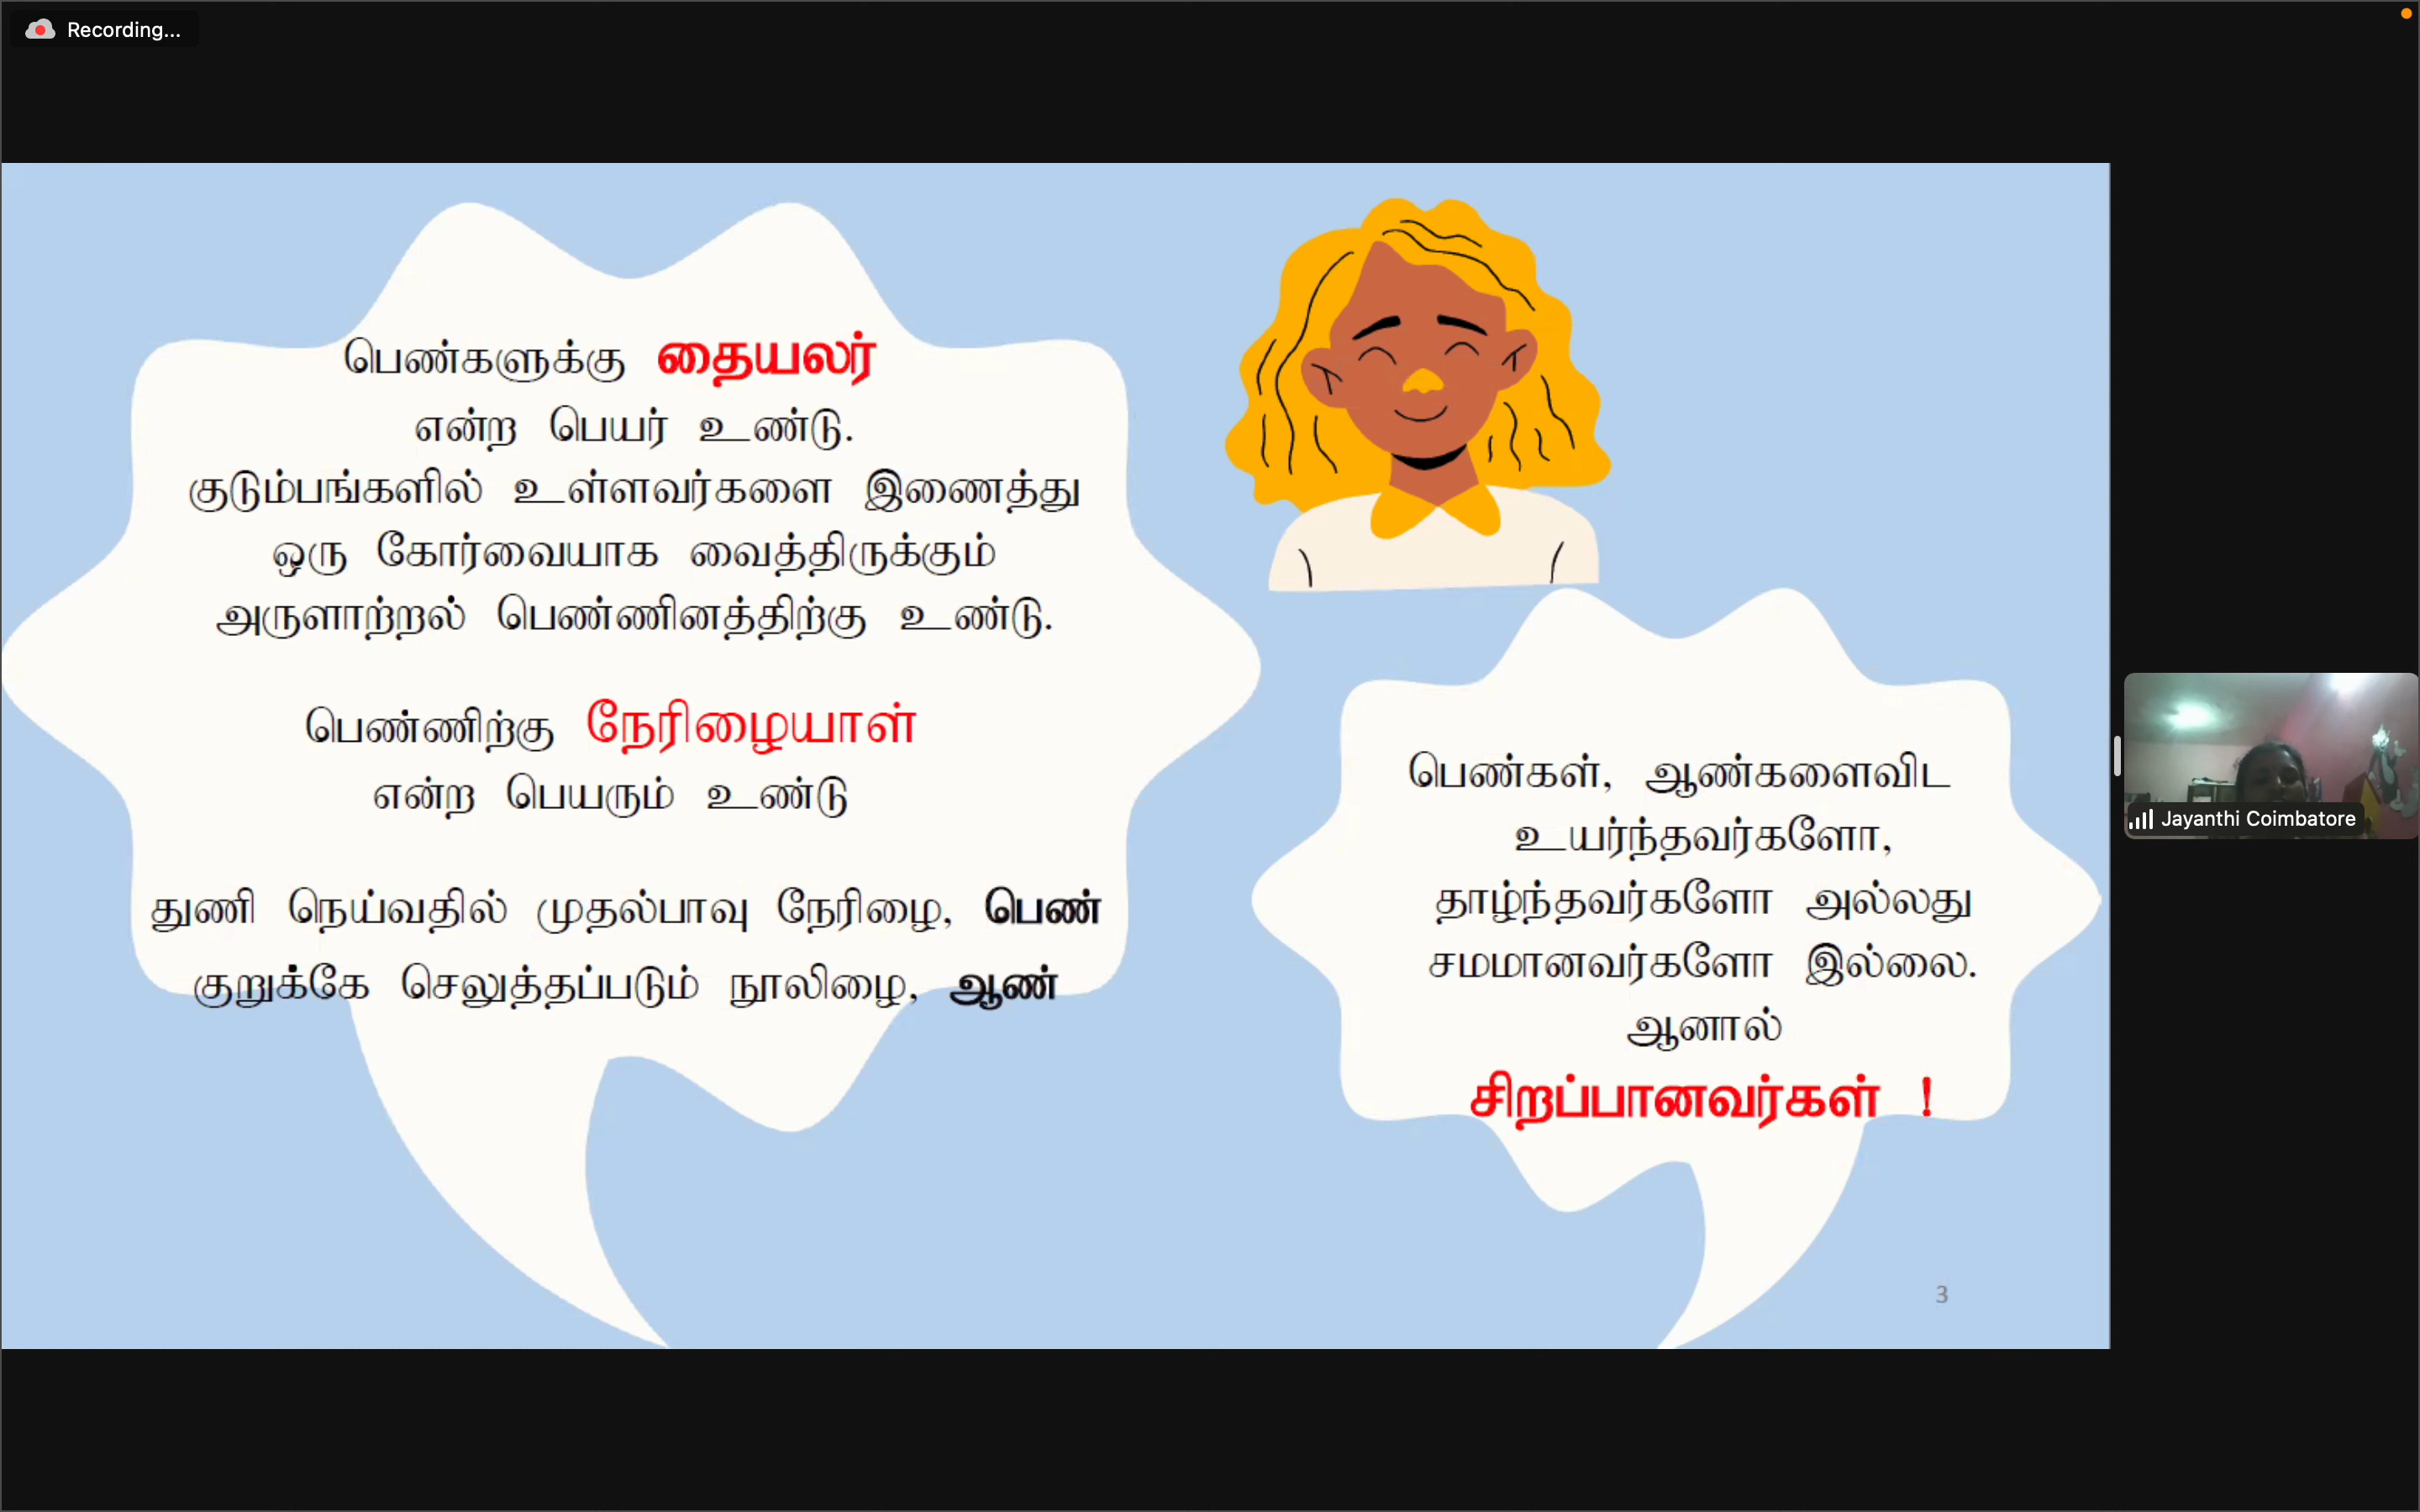 Recording...
பெண்களுக்கு தையலர்
என்ற பெயர் உண்டு.
குடும்பங்களில் உள்ளவர்களை இணைத்து
ஒரு கோர்வையாக வைத்திருக்கும்
அருளாற்றல் பெண்ணினத்திற்கு உண்டு.
பெண்ணிற்கு நேரிழையாள்
என்ற பெயரும் உண்டு
துணி நெய்வதில் முதல்பாவு நேரிழை, பெண்
குறுக்கே செலுத்தப்படும் நூலிழை, ஆண்
பெண்கள், ஆண்களைவிட
உயர்ந்தவர்களோ,
தாழ்ந்தவர்களோ அல்லது
சமமானவர்களோ இல்லை.
ஆனால்
சிறப்பானவர்கள் !
3
Jayanthi Coimbatore